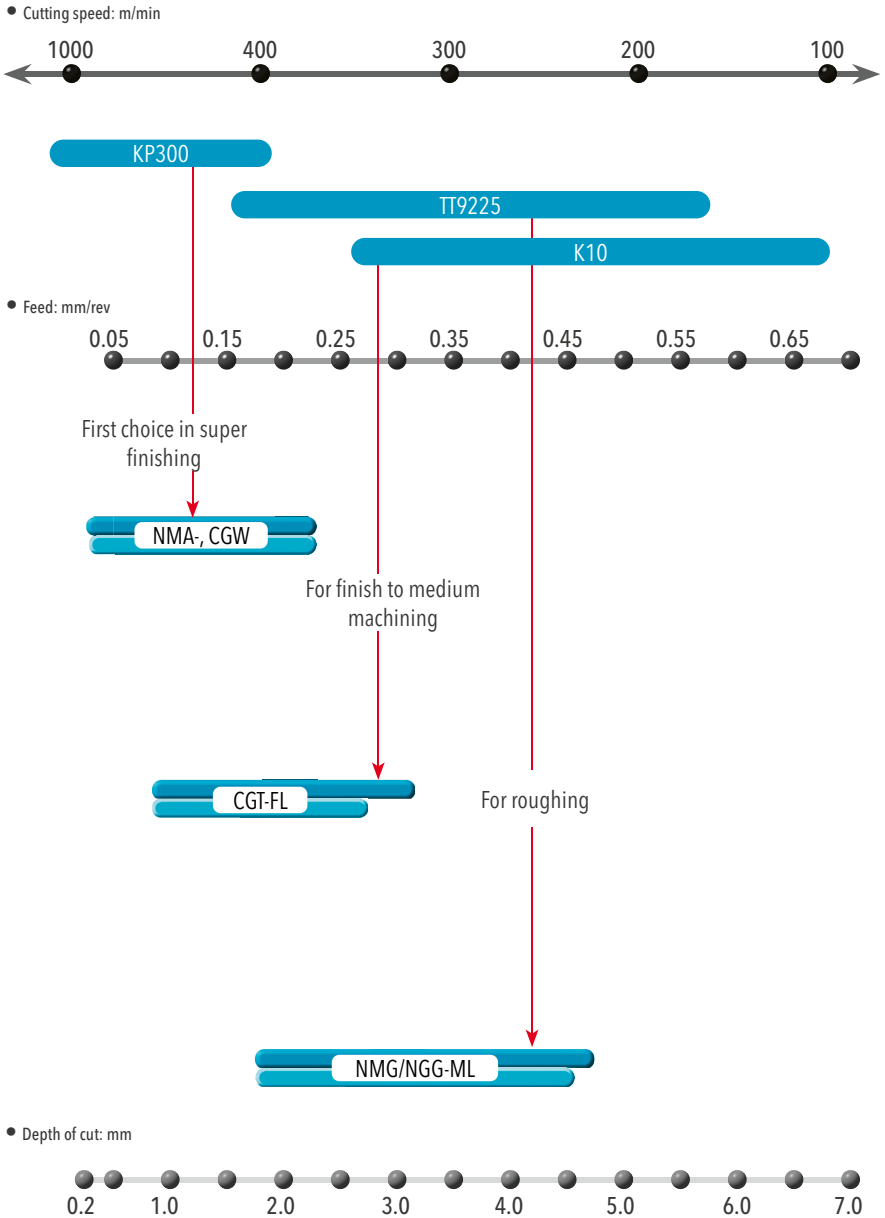 • Cutting speed: m/min
1000 400 300 200 100
KP300
TT9225
K10
• Feed: mm/rev
0.05 0.15 0.25 0.35 0.45 0.55 0.65
First choice in super
finishing
NMA-, CGW
For finish to medium
machining
CGT-FL
For roughing
NMG/NGG-ML
• Depth of cut: mm
0.2 1.0 2.0 3.0 4.0 5.0 6.0 7.0